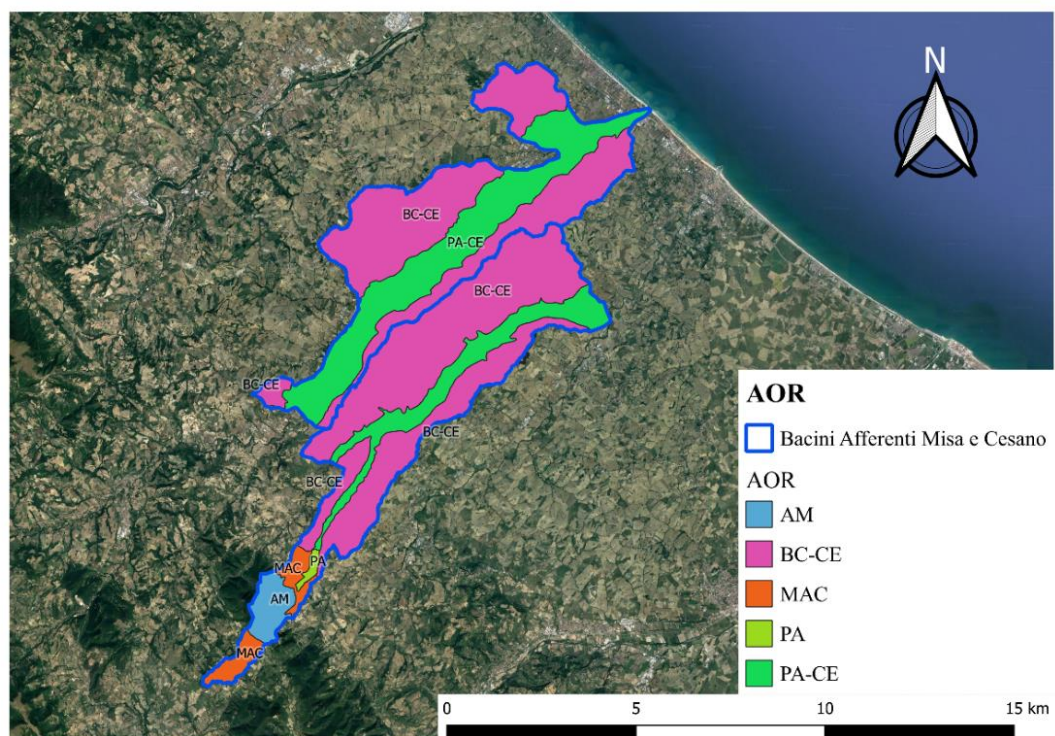 N
BC-CE
PA-CE
BC-CE
BC-CE
BC-CE
BC-CE
MAC
PA
AM
MAC
AOR
Bacini Afferenti Misa e Cesano
AOR
AM
BC-CE
MAC
PA
PA-CE
0 5 10 15 km